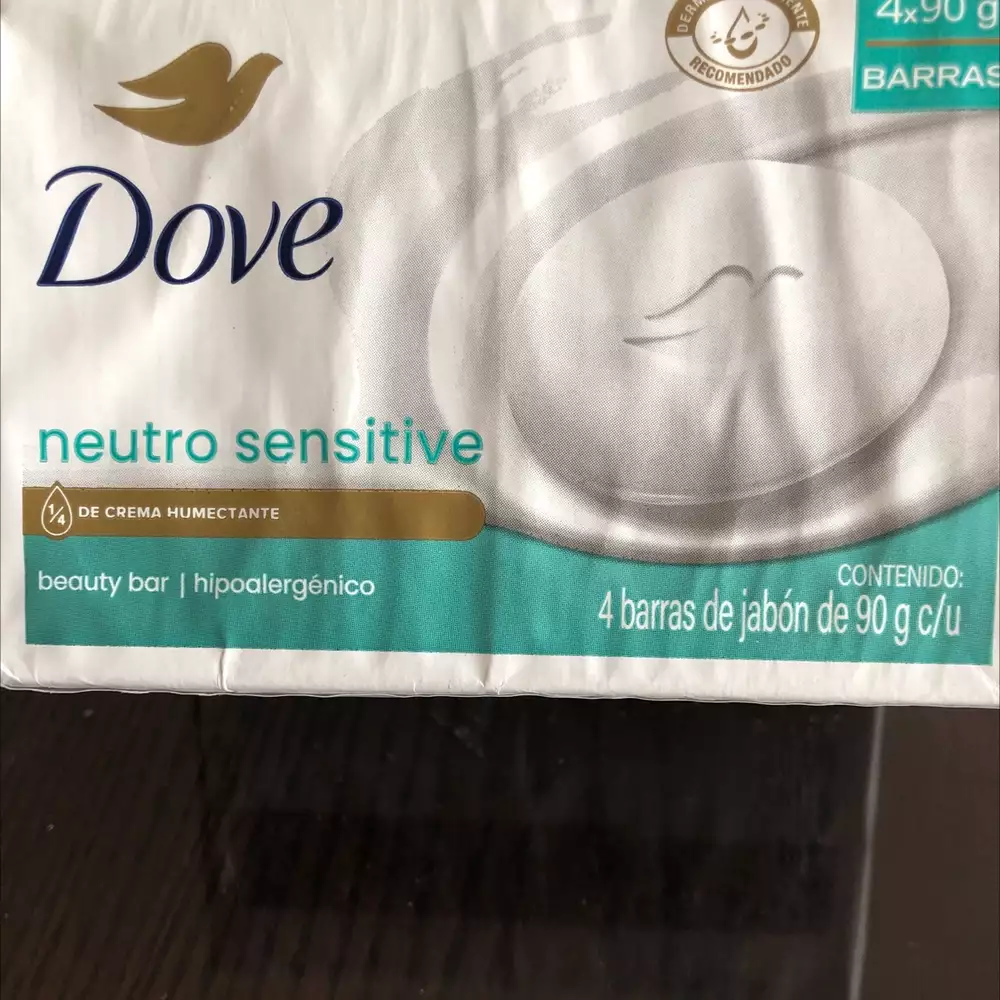 RECOMENDADO
4x90 g
BARRAS
Dove
neutro sensitive
1/4 DE CREMA HUMECTANTE
beauty bar | hipoalergénico
CONTENIDO:
4 barras de jabón de 90 g c/u